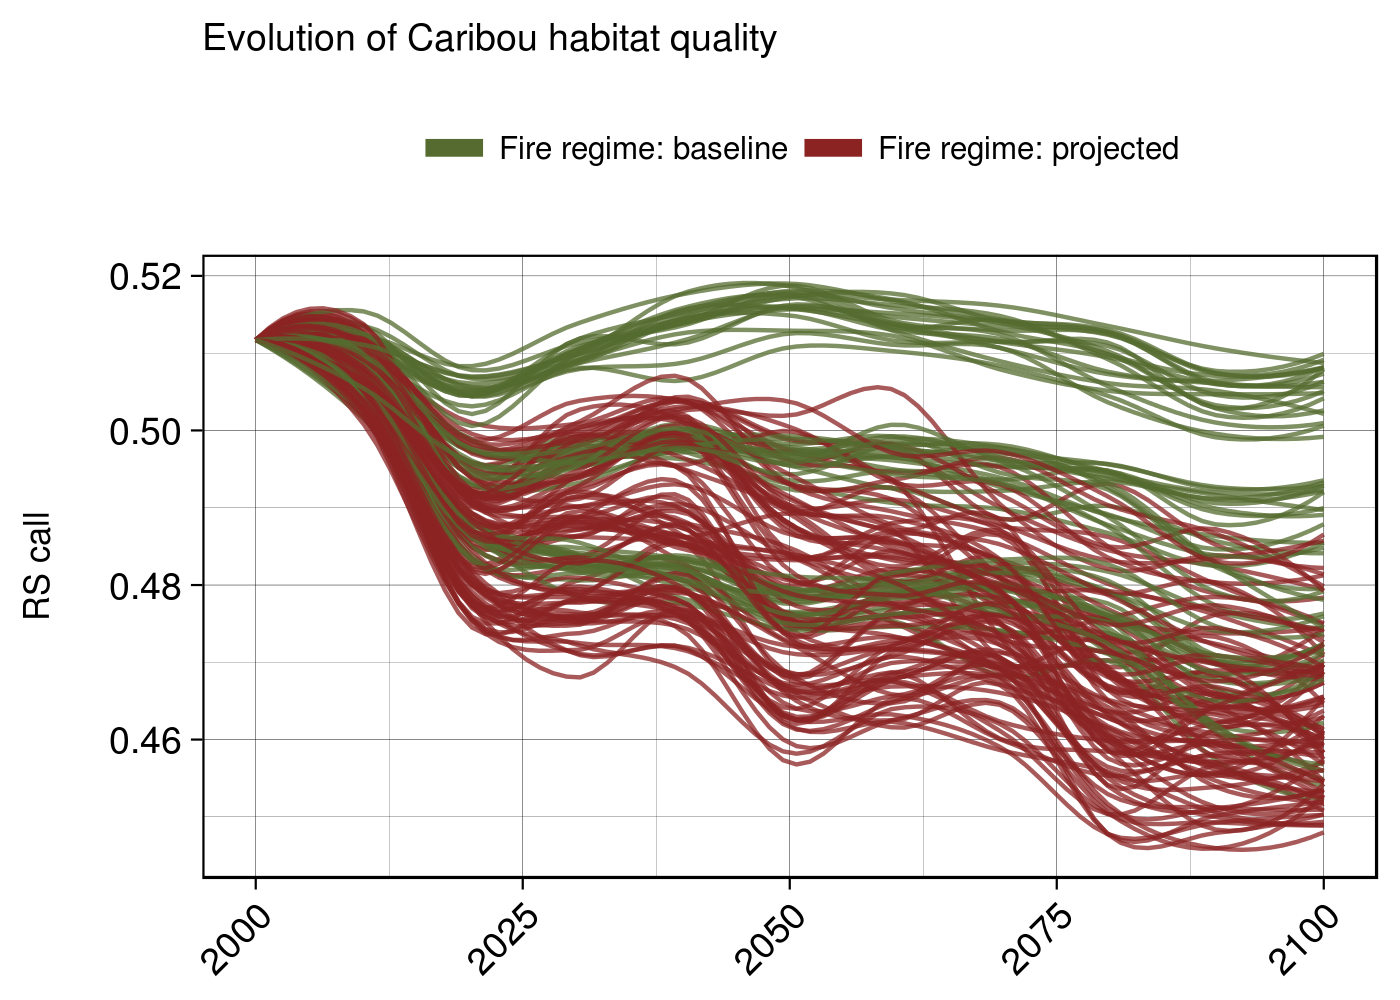 Evolution of Caribou habitat quality
Fire regime: baseline Fire regime: projected
RS call
0.52
0.50
0.48
0.46
2000 2025 2050 2075 2100